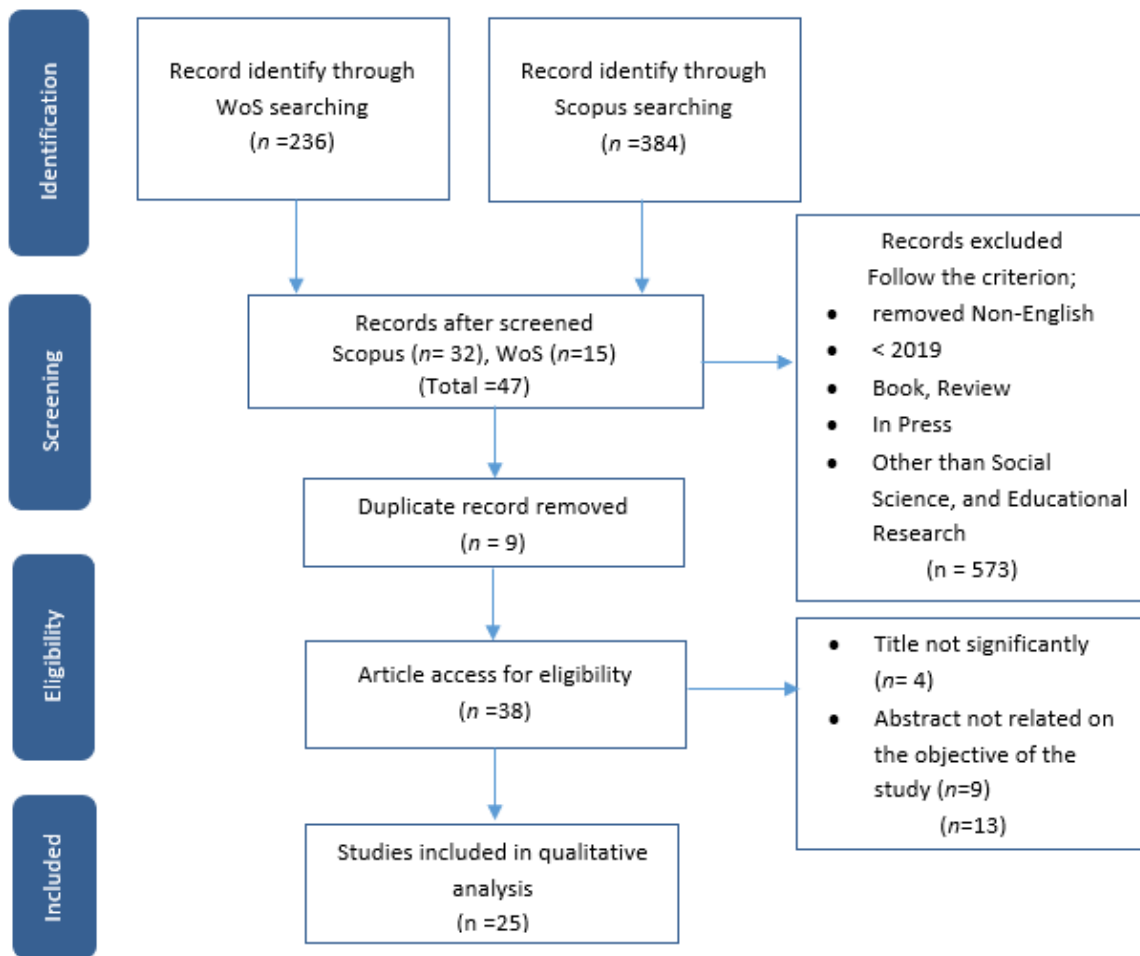 Identification
Record identify through
WoS searching
(n =236)
Record identify through
Scopus searching
(n =384)
Records excluded
Follow the criterion;
● removed Non-English
● < 2019
● Book, Review
● In Press
● Other than Social
Science, and Educational
Research
(n = 573)
Screening
Records after screened
Scopus (n= 32), WoS (n=15)
(Total =47)
Duplicate record removed
(n = 9)
Eligibility
Article access for eligibility
(n =38)
● Title not significantly
(n= 4)
● Abstract not related on
the objective of the
study (n=9)
(n=13)
Included
Studies included in qualitative
analysis
(n =25)